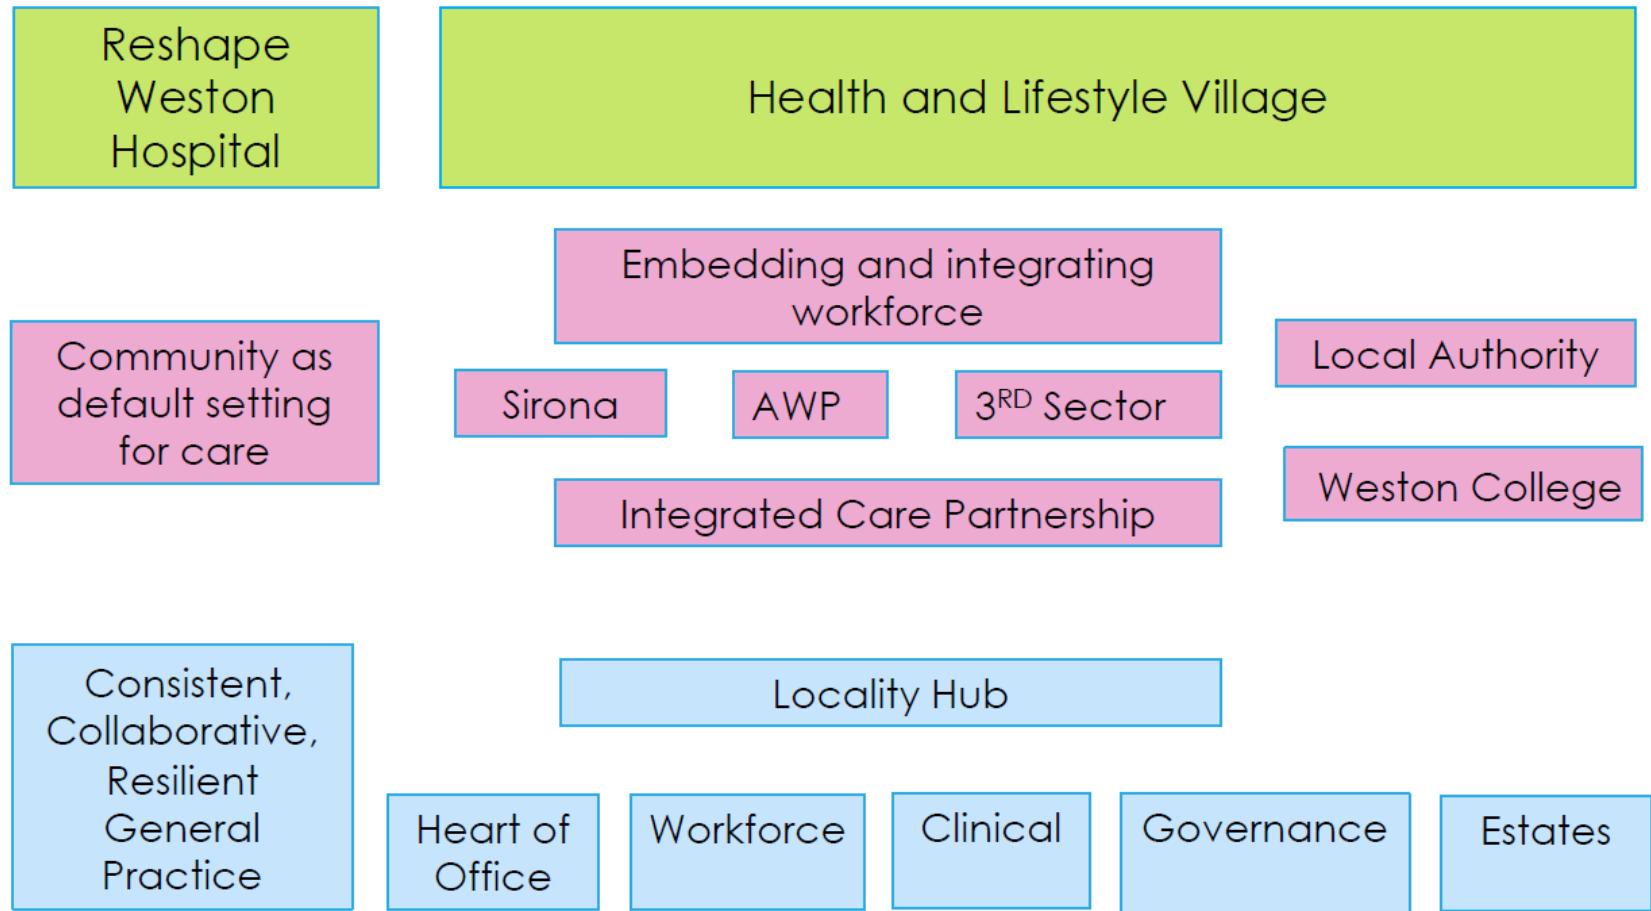 Reshape
Weston
Hospital
Health and Lifestyle Village
Embedding and integrating
workforce
Community as
default setting
for care
Sirona
AWP
3RD Sector
Local Authority
Integrated Care Partnership
Weston College
Consistent,
Collaborative,
Resilient
General
Practice
Locality Hub
Heart of
Office
Workforce
Clinical
Governance
Estates